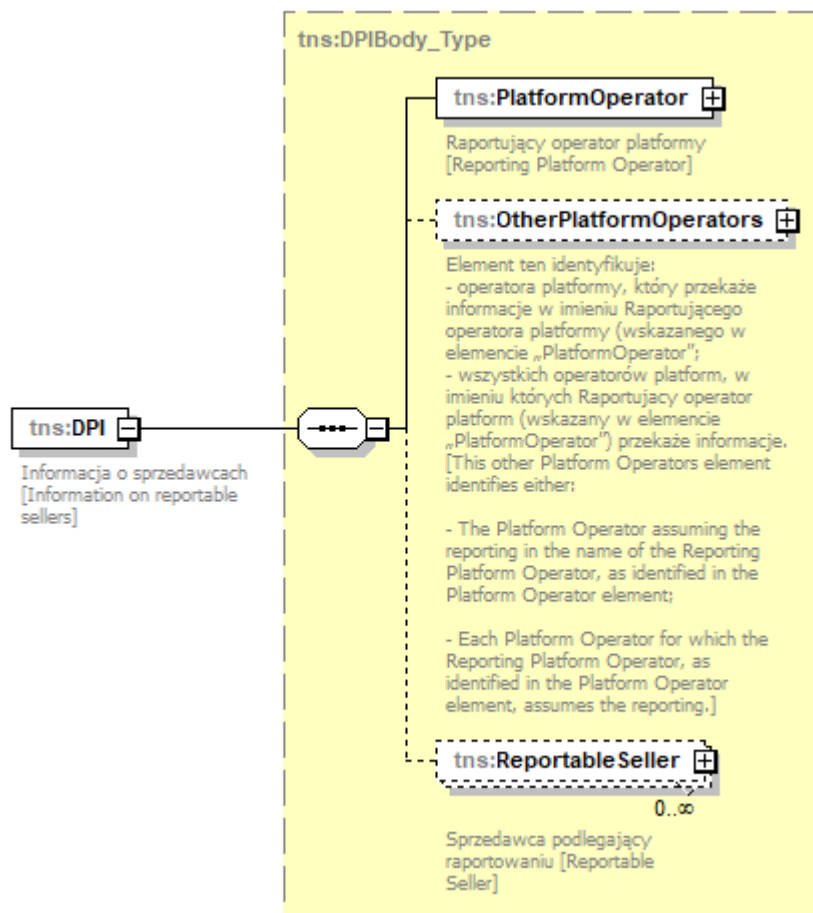 tns:DPIBody_Type
tns:PlatformOperator
Raportujący operator platformy
[Reporting Platform Operator]
tns:OtherPlatformOperators
Element ten identyfikuje:
- operatora platformy, który przekaże
informacje w imieniu Raportującego
operatora platformy (wskazanego w
elemencie „PlatformOperator”;
- wszystkich operatorów platform, w
imieniu których Raportujacy operator
platform (wskazany w elemencie
„PlatformOperator”) przekaże informacje.
[This other Platform Operators element
identifies either:
- The Platform Operator assuming the
reporting in the name of the Reporting
Platform Operator, as identified in the
Platform Operator element;
- Each Platform Operator for which the
Reporting Platform Operator, as
identified in the Platform Operator
element, assumes the reporting.]
tns:DPI
Informacja o sprzedawcach
[Information on reportable
sellers]
tns:ReportableSeller
0..∞
Sprzedawca podlegający
raportowaniu [Reportable
Seller]